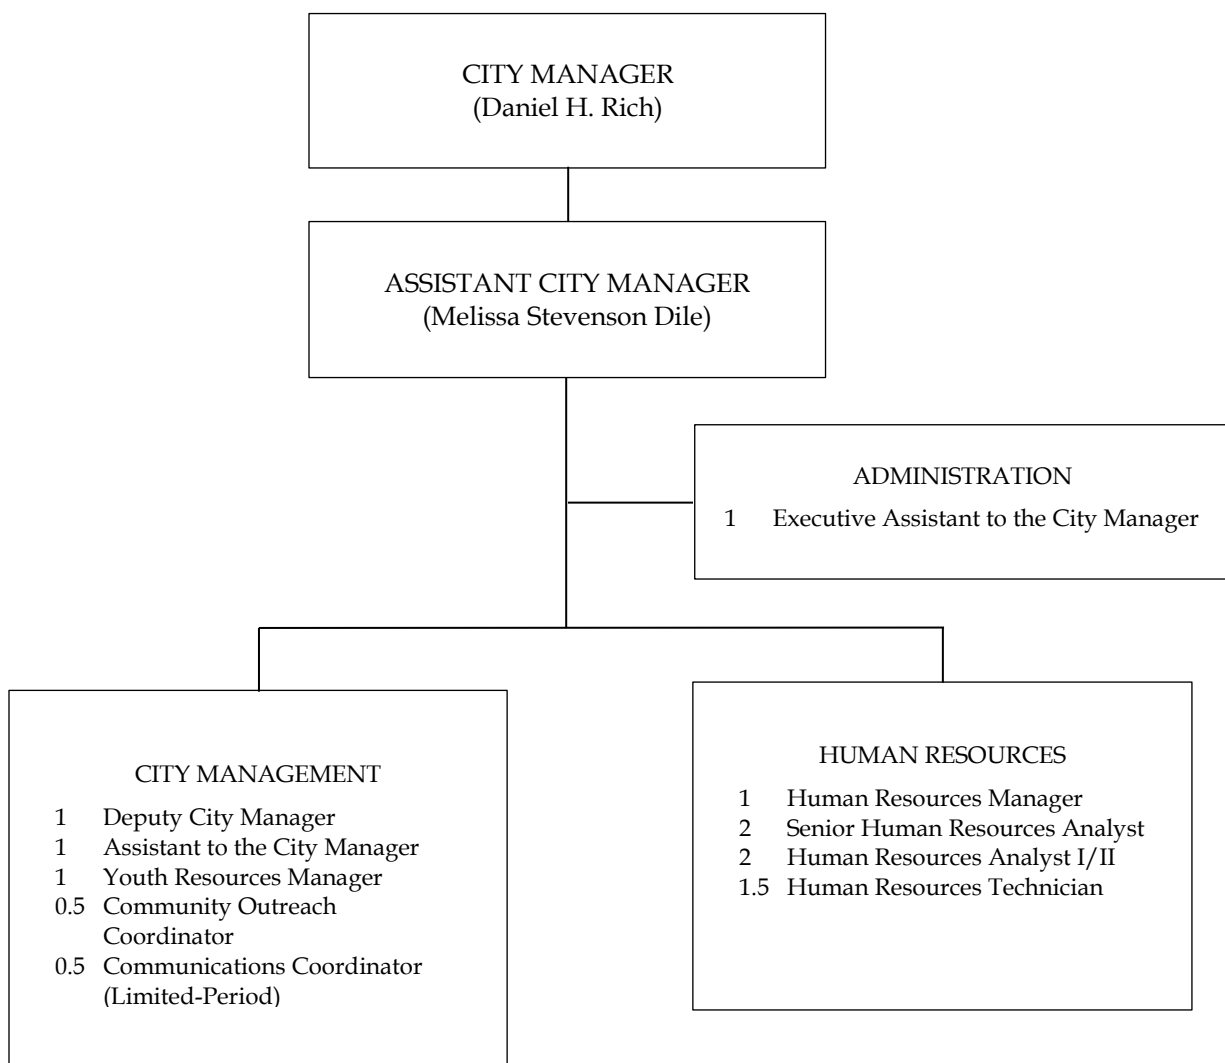 CITY MANAGER
(Daniel H. Rich)
ASSISTANT CITY MANAGER
(Melissa Stevenson Dile)
ADMINISTRATION
1 Executive Assistant to the City Manager
CITY MANAGEMENT
1 Deputy City Manager
1 Assistant to the City Manager
1 Youth Resources Manager
0.5 Community Outreach
Coordinator
0.5 Communications Coordinator
(Limited-Period)
HUMAN RESOURCES
1 Human Resources Manager
2 Senior Human Resources Analyst
2 Human Resources Analyst I/II
1.5 Human Resources Technician